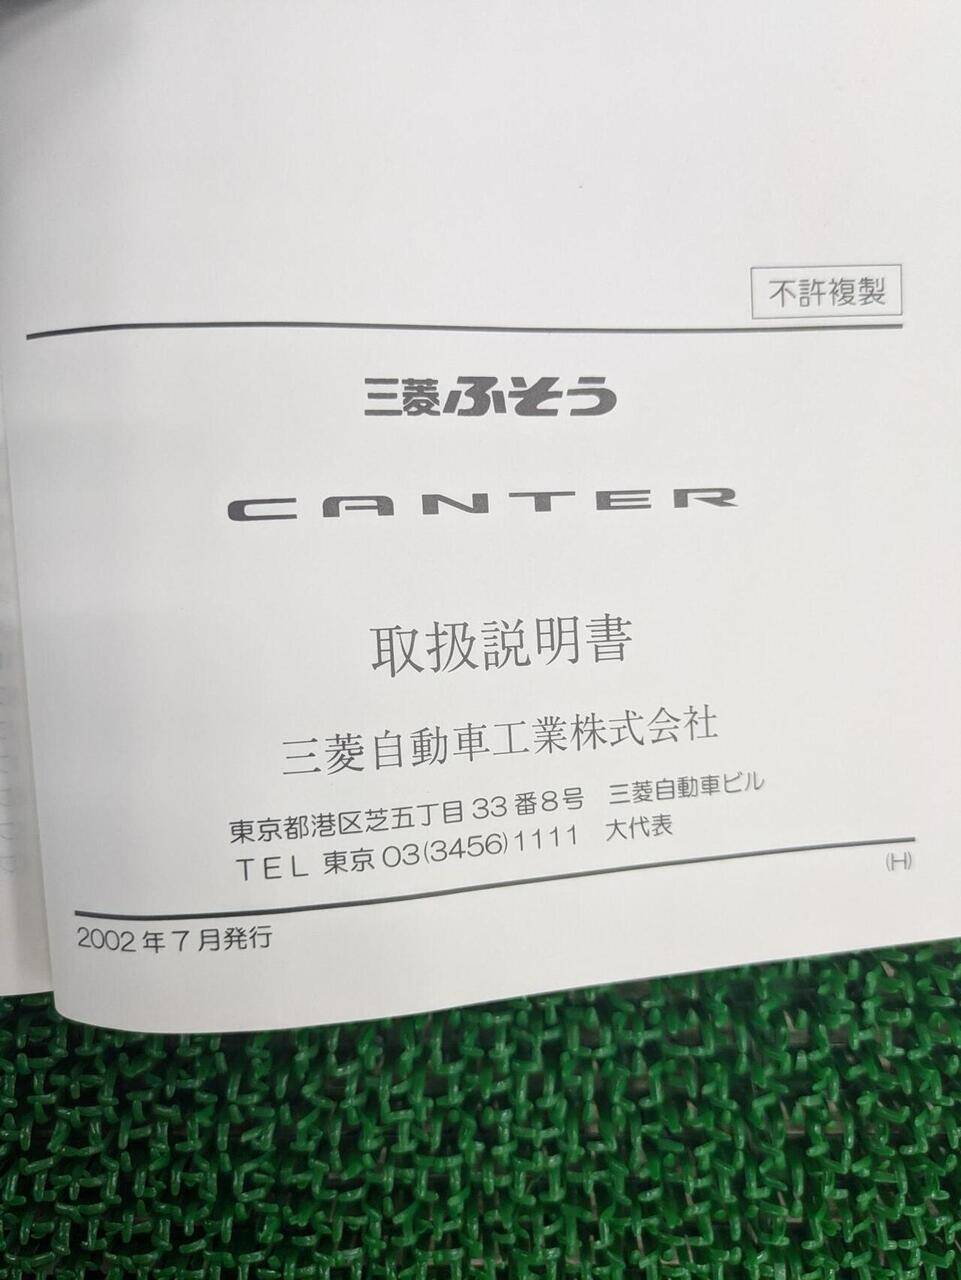 不許複製
三菱ふそう
CANTER
取扱説明書
三菱自動車工業株式会社
東京都港区芝五丁目33番8号 三菱自動車ビル
TEL 東京 03(3456)1111 大代表
(H)
2002年7月発行